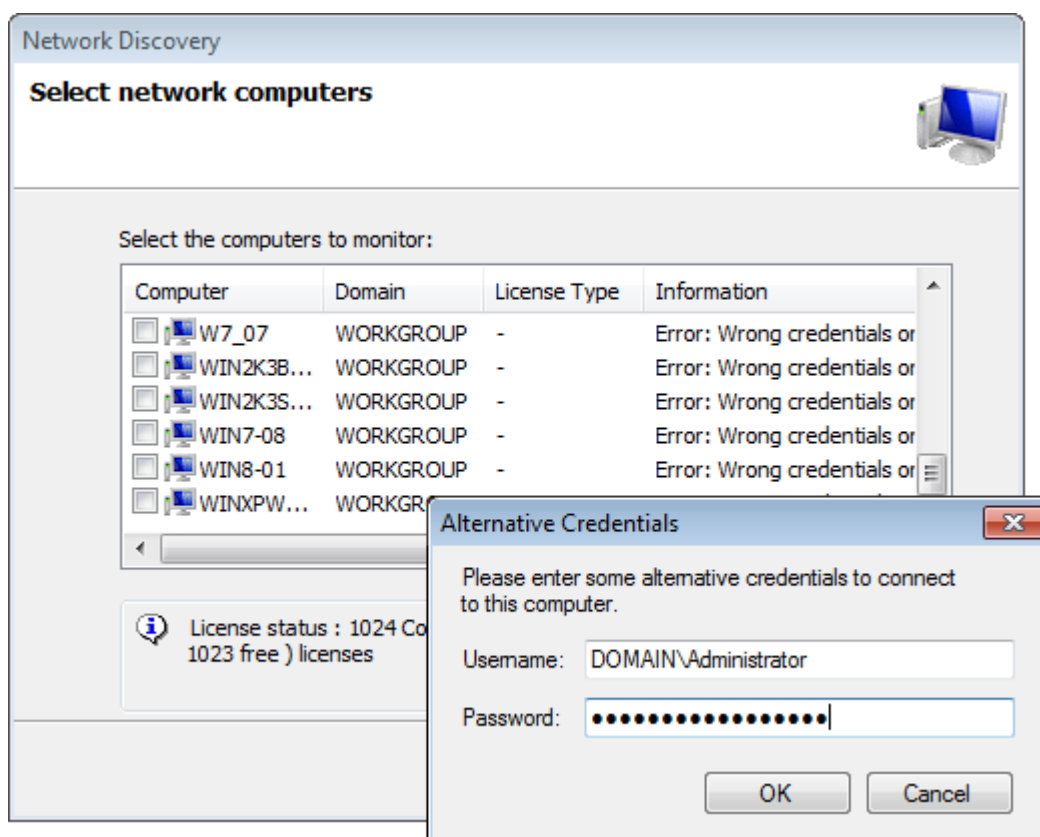 Network Discovery
Select network computers
Select the computers to monitor:
Computer Domain License Type Information
W7_07 WORKGROUP - Error: Wrong credentials or
WIN2K3B... WORKGROUP - Error: Wrong credentials or
WIN2K3S... WORKGROUP - Error: Wrong credentials or
WIN7-08 WORKGROUP - Error: Wrong credentials or
WIN8-01 WORKGROUP - Error: Wrong credentials or
WINXPW... WORKGR
License status : 1024 Co
1023 free ) licenses
Alternative Credentials
Please enter some alternative credentials to connect
to this computer.
Username: DOMAIN\Administrator
Password: ●●●●●●●●●●●●●●●●●
OK Cancel